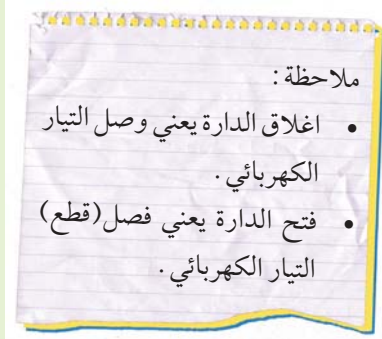 ملاحظة :
• اغلاق الدارة يعني وصل التيار
الكهربائي .
• فتح الدارة يعني فصل (قطع)
التيار الكهربائي .